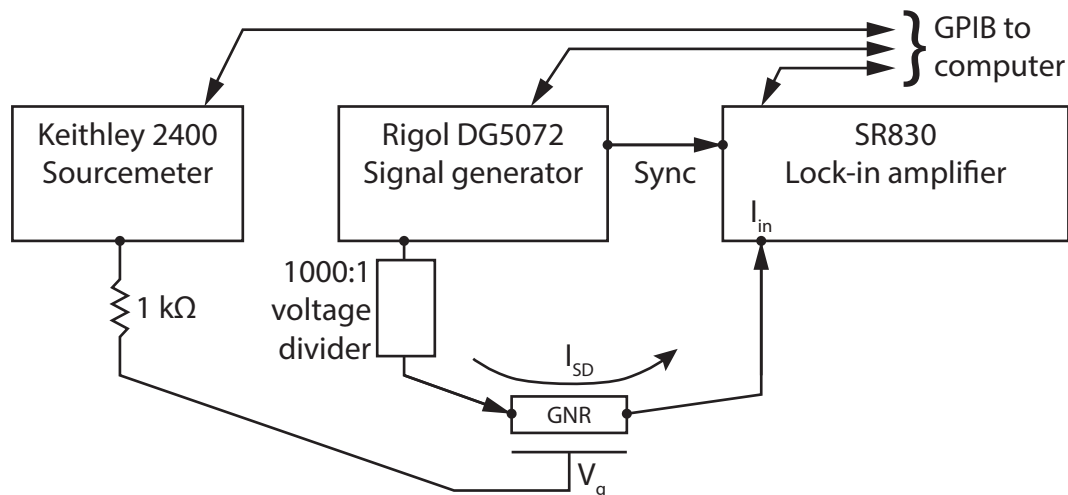 GPIB to
computer
Keithley 2400
Sourcemeter
Rigol DG5072
Signal generator
Sync
SR830
Lock-in amplifier
I_in
1 kΩ
1000:1
voltage
divider
I_SD
GNR
V_g